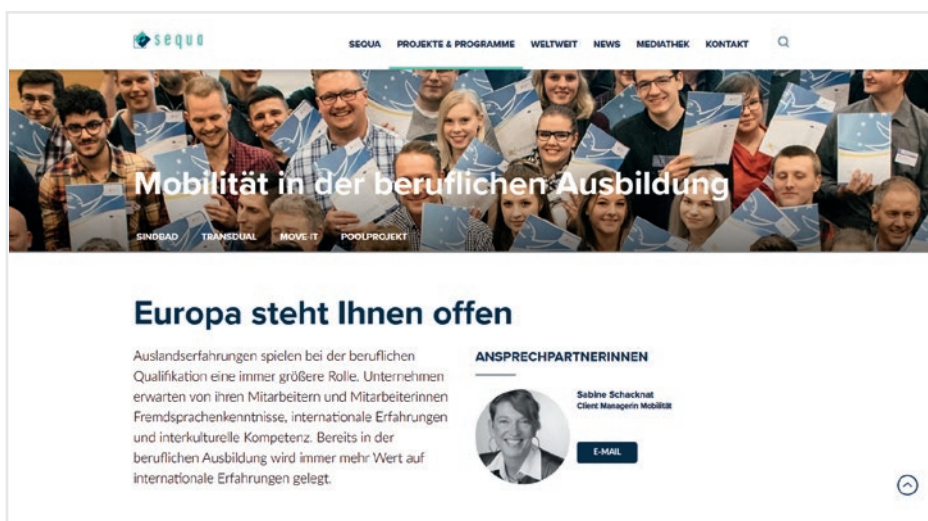 sequa
SEQUA PROJEKTE & PROGRAMME WELTWEIT NEWS MEDIATHEK KONTAKT
Mobilität in der beruflichen Ausbildung
SINDBAD TRANSDUAL MOVE-IT POOLPROJEKT
Europa steht Ihnen offen
Auslandserfahrungen spielen bei der beruflichen
Qualifikation eine immer größere Rolle. Unternehmen
erwarten von ihren Mitarbeitern und Mitarbeiterinnen
Fremdsprachenkenntnisse, internationale Erfahrungen
und interkulturelle Kompetenz. Bereits in der
beruflichen Ausbildung wird immer mehr Wert auf
internationale Erfahrungen gelegt.
ANSPRECHPARTNERINNEN
Sabine Schacknat
Client Managerin Mobilität
E-MAIL